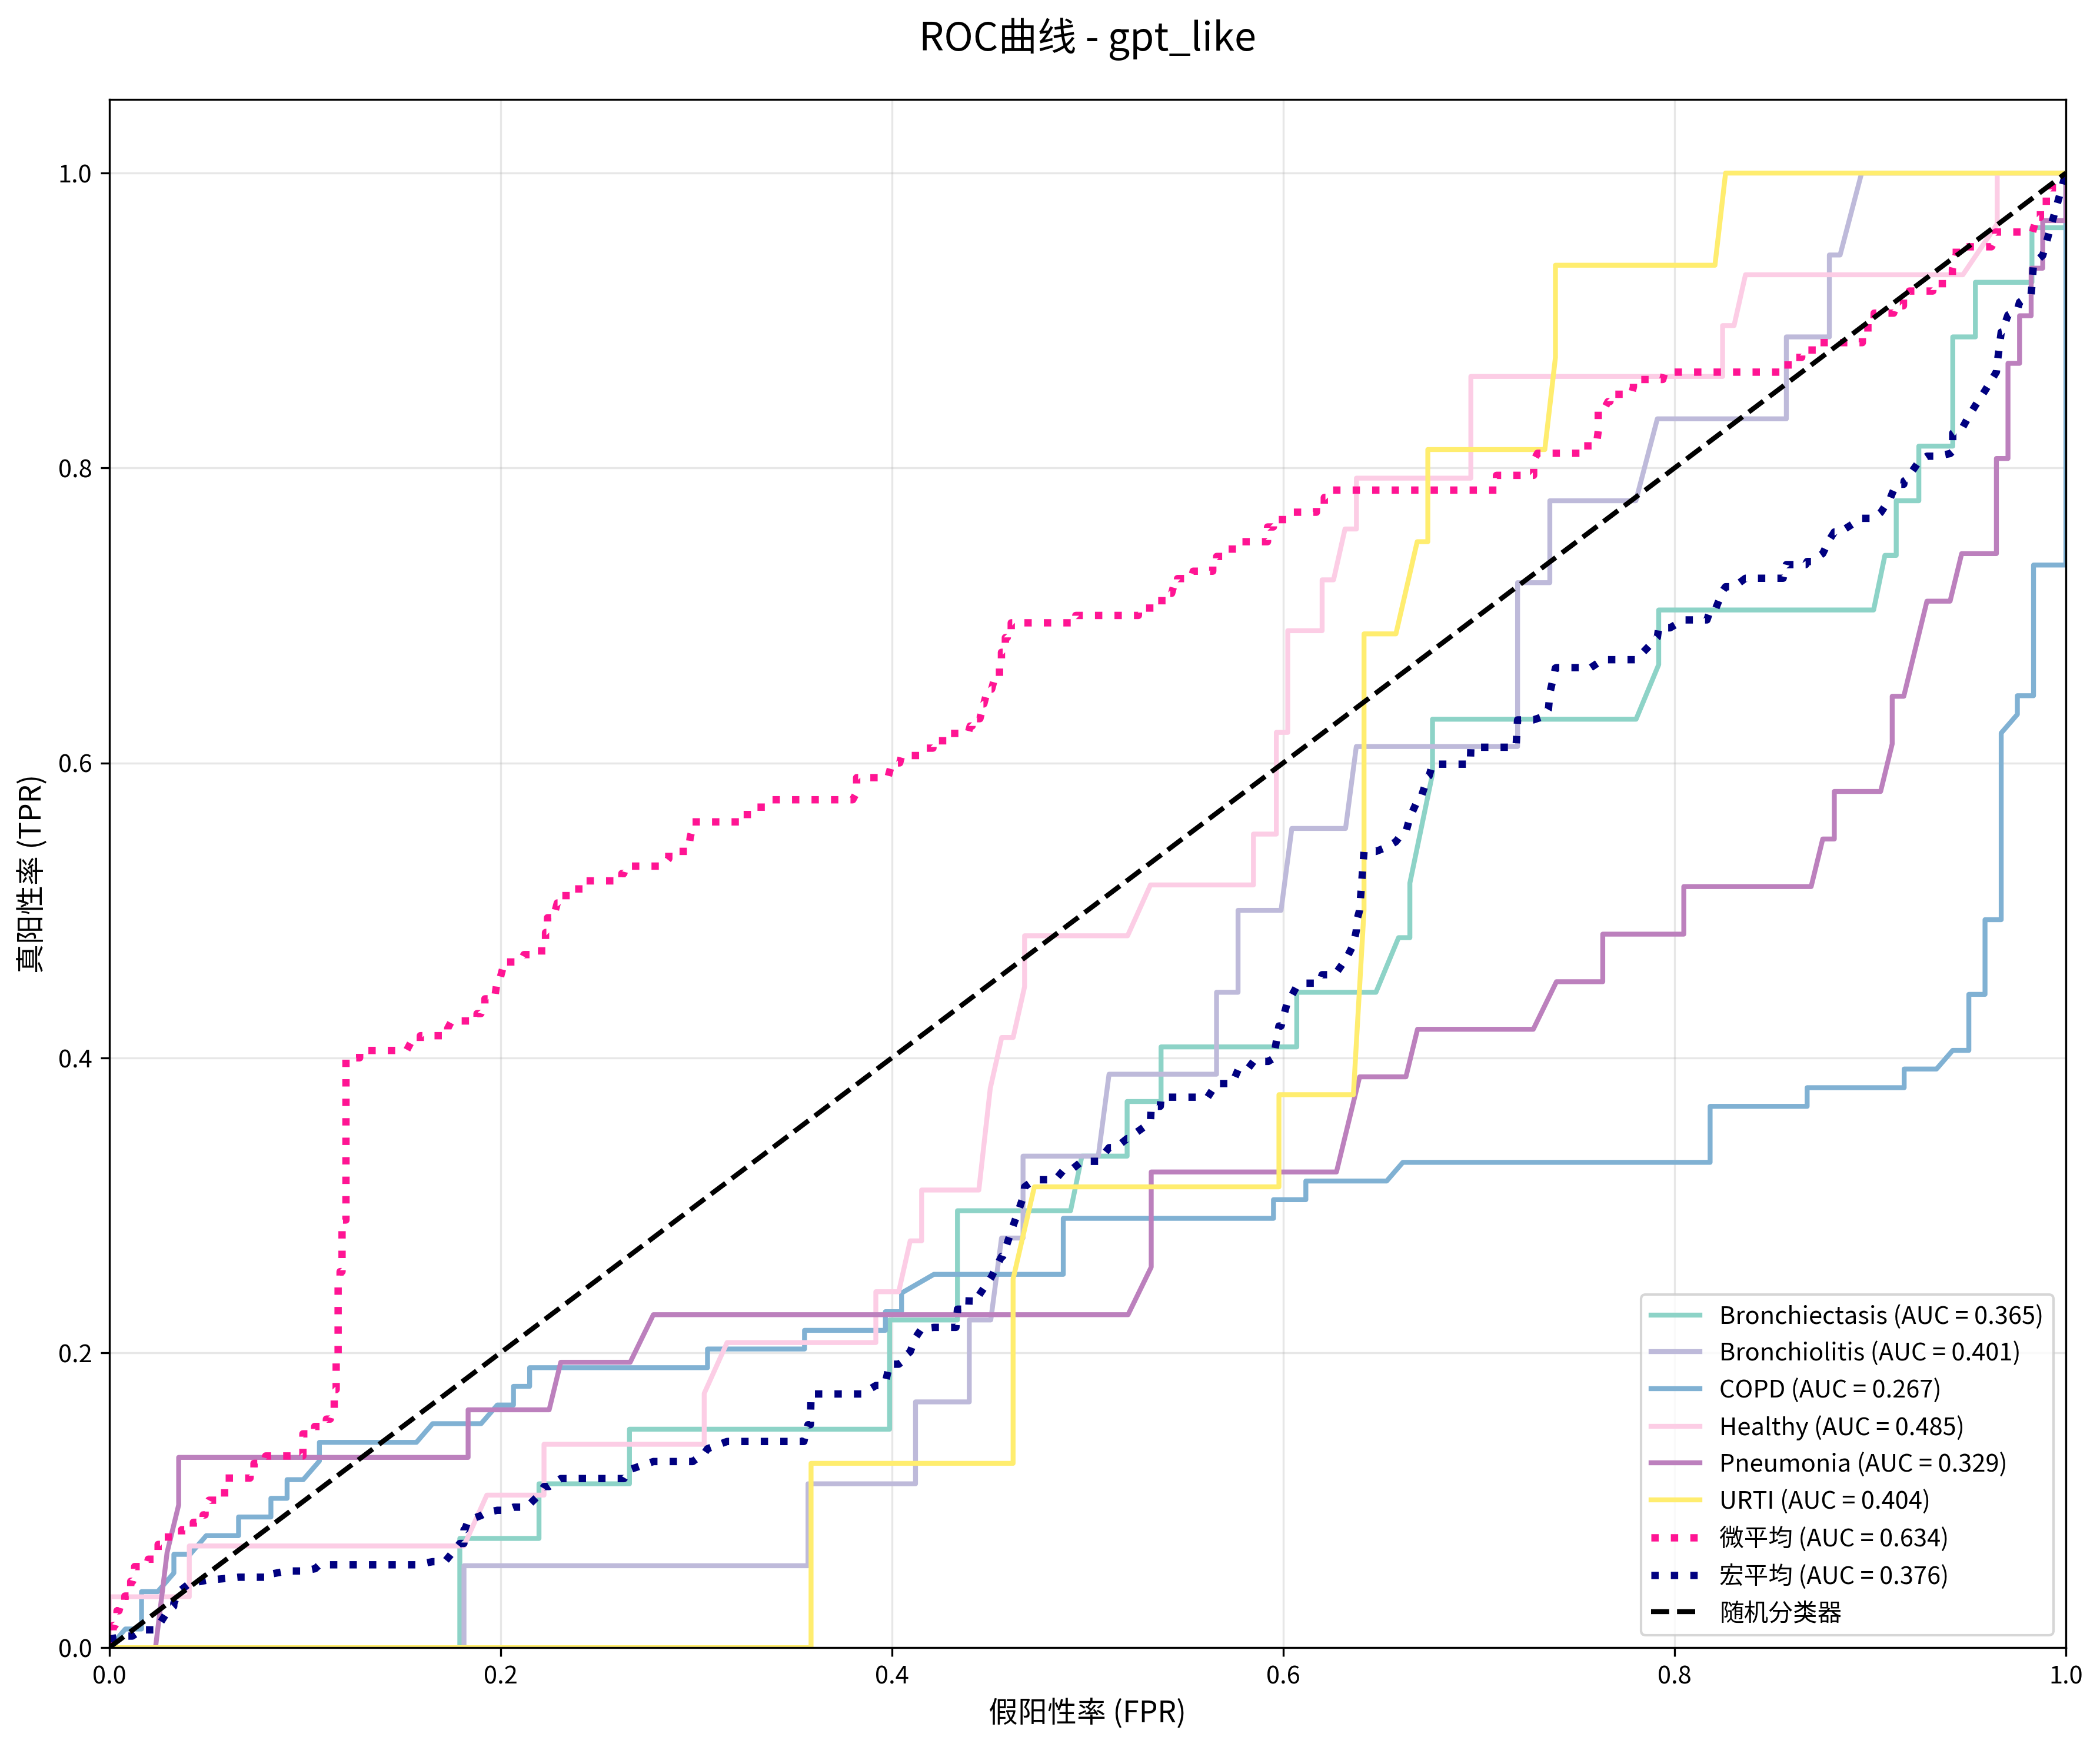 ROC曲线 - gpt_like
真阳性率 (TPR)
1.0
0.8
0.6
0.4
0.2
0.0
0.0 0.2 0.4 0.6 0.8 1.0
假阳性率 (FPR)
Bronchiectasis (AUC = 0.365)
Bronchiolitis (AUC = 0.401)
COPD (AUC = 0.267)
Healthy (AUC = 0.485)
Pneumonia (AUC = 0.329)
URTI (AUC = 0.404)
微平均 (AUC = 0.634)
宏平均 (AUC = 0.376)
随机分类器